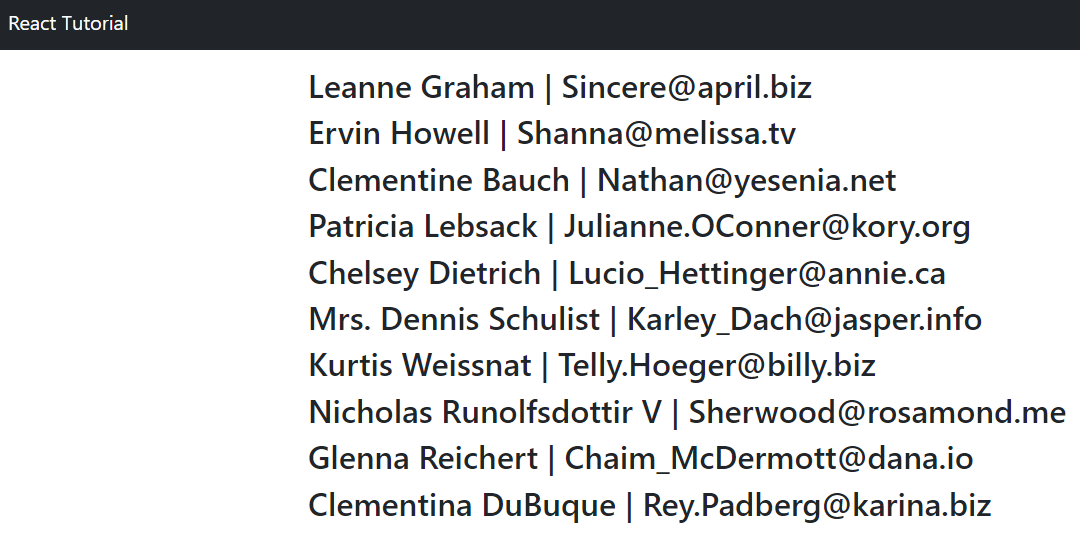 React Tutorial
Leanne Graham | Sincere@april.biz
Ervin Howell | Shanna@melissa.tv
Clementine Bauch | Nathan@yesenia.net
Patricia Lebsack | Julianne.OConner@kory.org
Chelsey Dietrich | Lucio_Hettinger@annie.ca
Mrs. Dennis Schulist | Karley_Dach@jasper.info
Kurtis Weissnat | Telly.Hoeger@billy.biz
Nicholas Runolfsdottir V | Sherwood@rosamond.me
Glenna Reichert | Chaim_McDermott@dana.io
Clementina DuBuque | Rey.Padberg@karina.biz